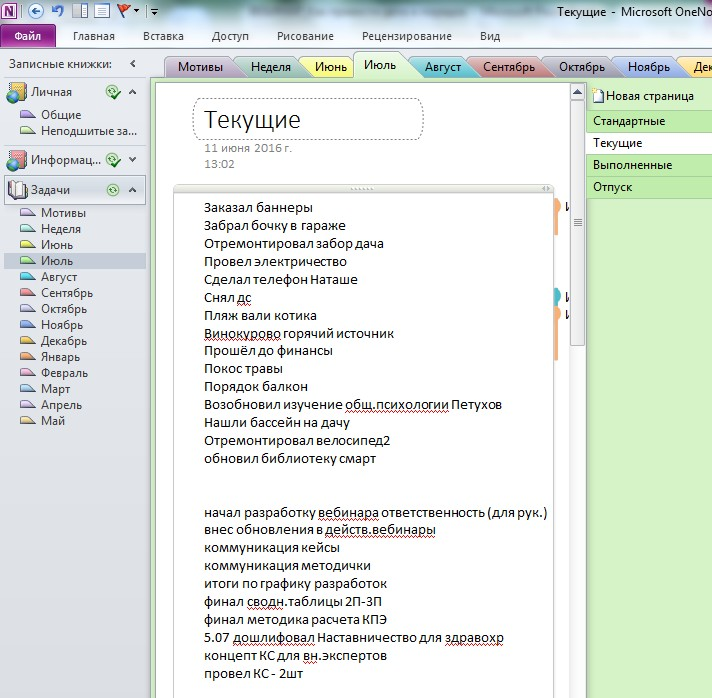 Текущие - Microsoft OneNo
Файл Главная Вставка Доступ Рисование Рецензирование Вид
Записные книжки:
Личная
Общие
Неподшитые за...
Информац...
Задачи
Мотивы
Неделя
Июнь
Июль
Август
Сентябрь
Октябрь
Ноябрь
Декабрь
Январь
Февраль
Март
Апрель
Май
Мотивы Неделя Июнь Июль Август Сентябрь Октябрь Ноябрь Дек
Текущие
11 июня 2016 г.
13:02
Заказал баннеры
Забрал бочку в гараже
Отремонтировал забор дача
Провел электричество
Сделал телефон Наташе
Снял дс
Пляж вали котика
Винокурово горячий источник
Прошёл до финансы
Покос травы
Порядок балкон
Возобновил изучение общ.психологии Петухов
Нашли бассейн на дачу
Отремонтировал велосипед2
обновил библиотеку смарт
начал разработку вебинара ответственность (для рук.)
внес обновления в действ.вебинары
коммуникация кейсы
коммуникация методички
итоги по графику разработок
финал сводн.таблицы 2П-3П
финал методика расчета КПЭ
5.07 дошлифовал Наставничество для здравохр
концепт КС для вн.экспертов
провел КС - 2шт
Новая страница
Стандартные
Текущие
Выполненные
Отпуск